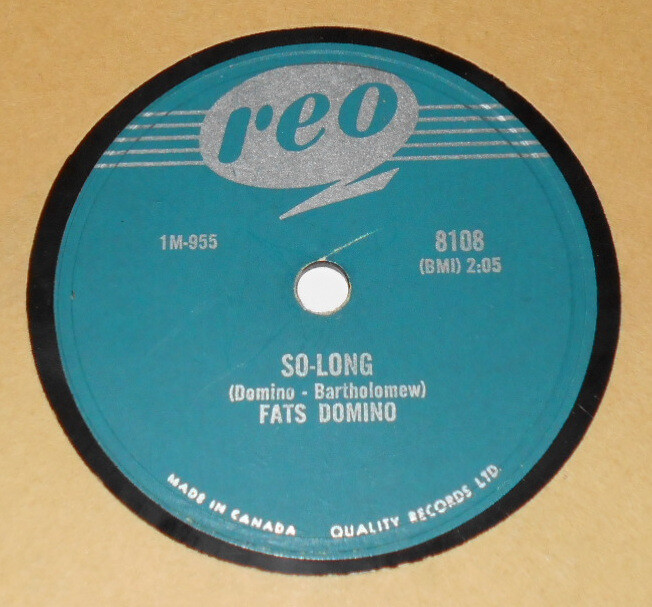 reo
1M-955
8108
(BMI) 2:05
SO-LONG
(Domino - Bartholomew)
FATS DOMINO
MADE IN CANADA QUALITY RECORDS LTD.